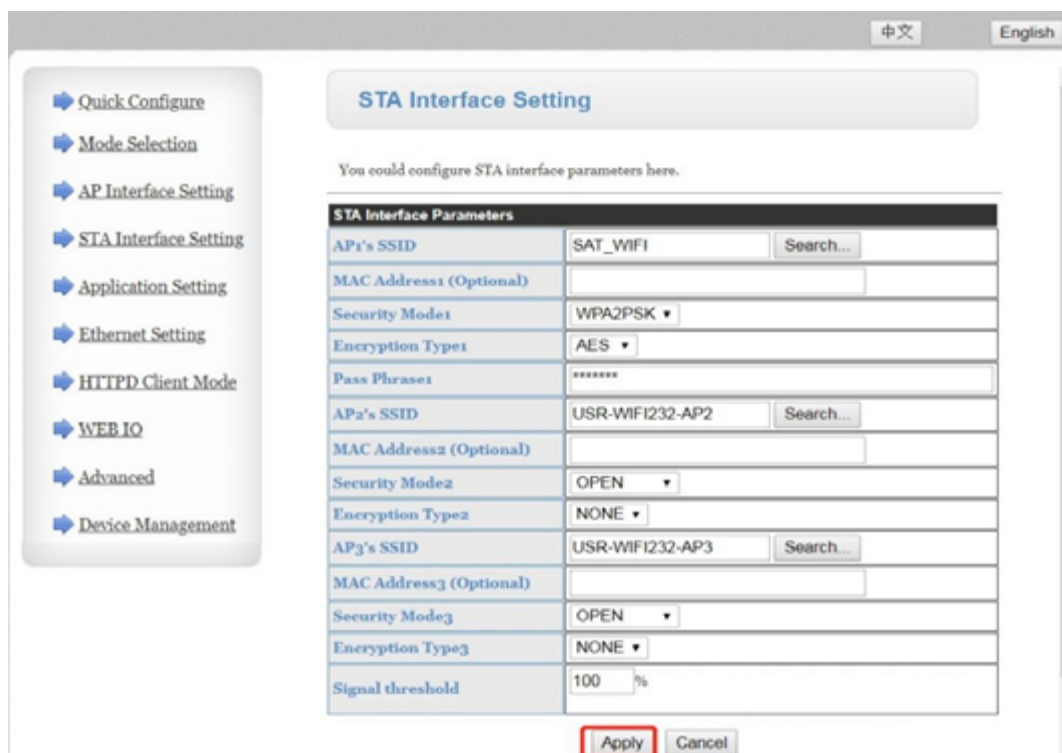 中文 English
Quick Configure
Mode Selection
AP Interface Setting
STA Interface Setting
Application Setting
Ethernet Setting
HTTPD Client Mode
WEB IO
Advanced
Device Management
STA Interface Setting
You could configure STA interface parameters here.
STA Interface Parameters
AP1's SSID SAT_WIFI Search...
MAC Address1 (Optional)
Security Mode1 WPA2PSK
Encryption Type1 AES
Pass Phrase1 *******
AP2's SSID USR-WIFI232-AP2 Search...
MAC Address2 (Optional)
Security Mode2 OPEN
Encryption Type2 NONE
AP3's SSID USR-WIFI232-AP3 Search...
MAC Address3 (Optional)
Security Mode3 OPEN
Encryption Type3 NONE
Signal threshold 100 %
Apply Cancel